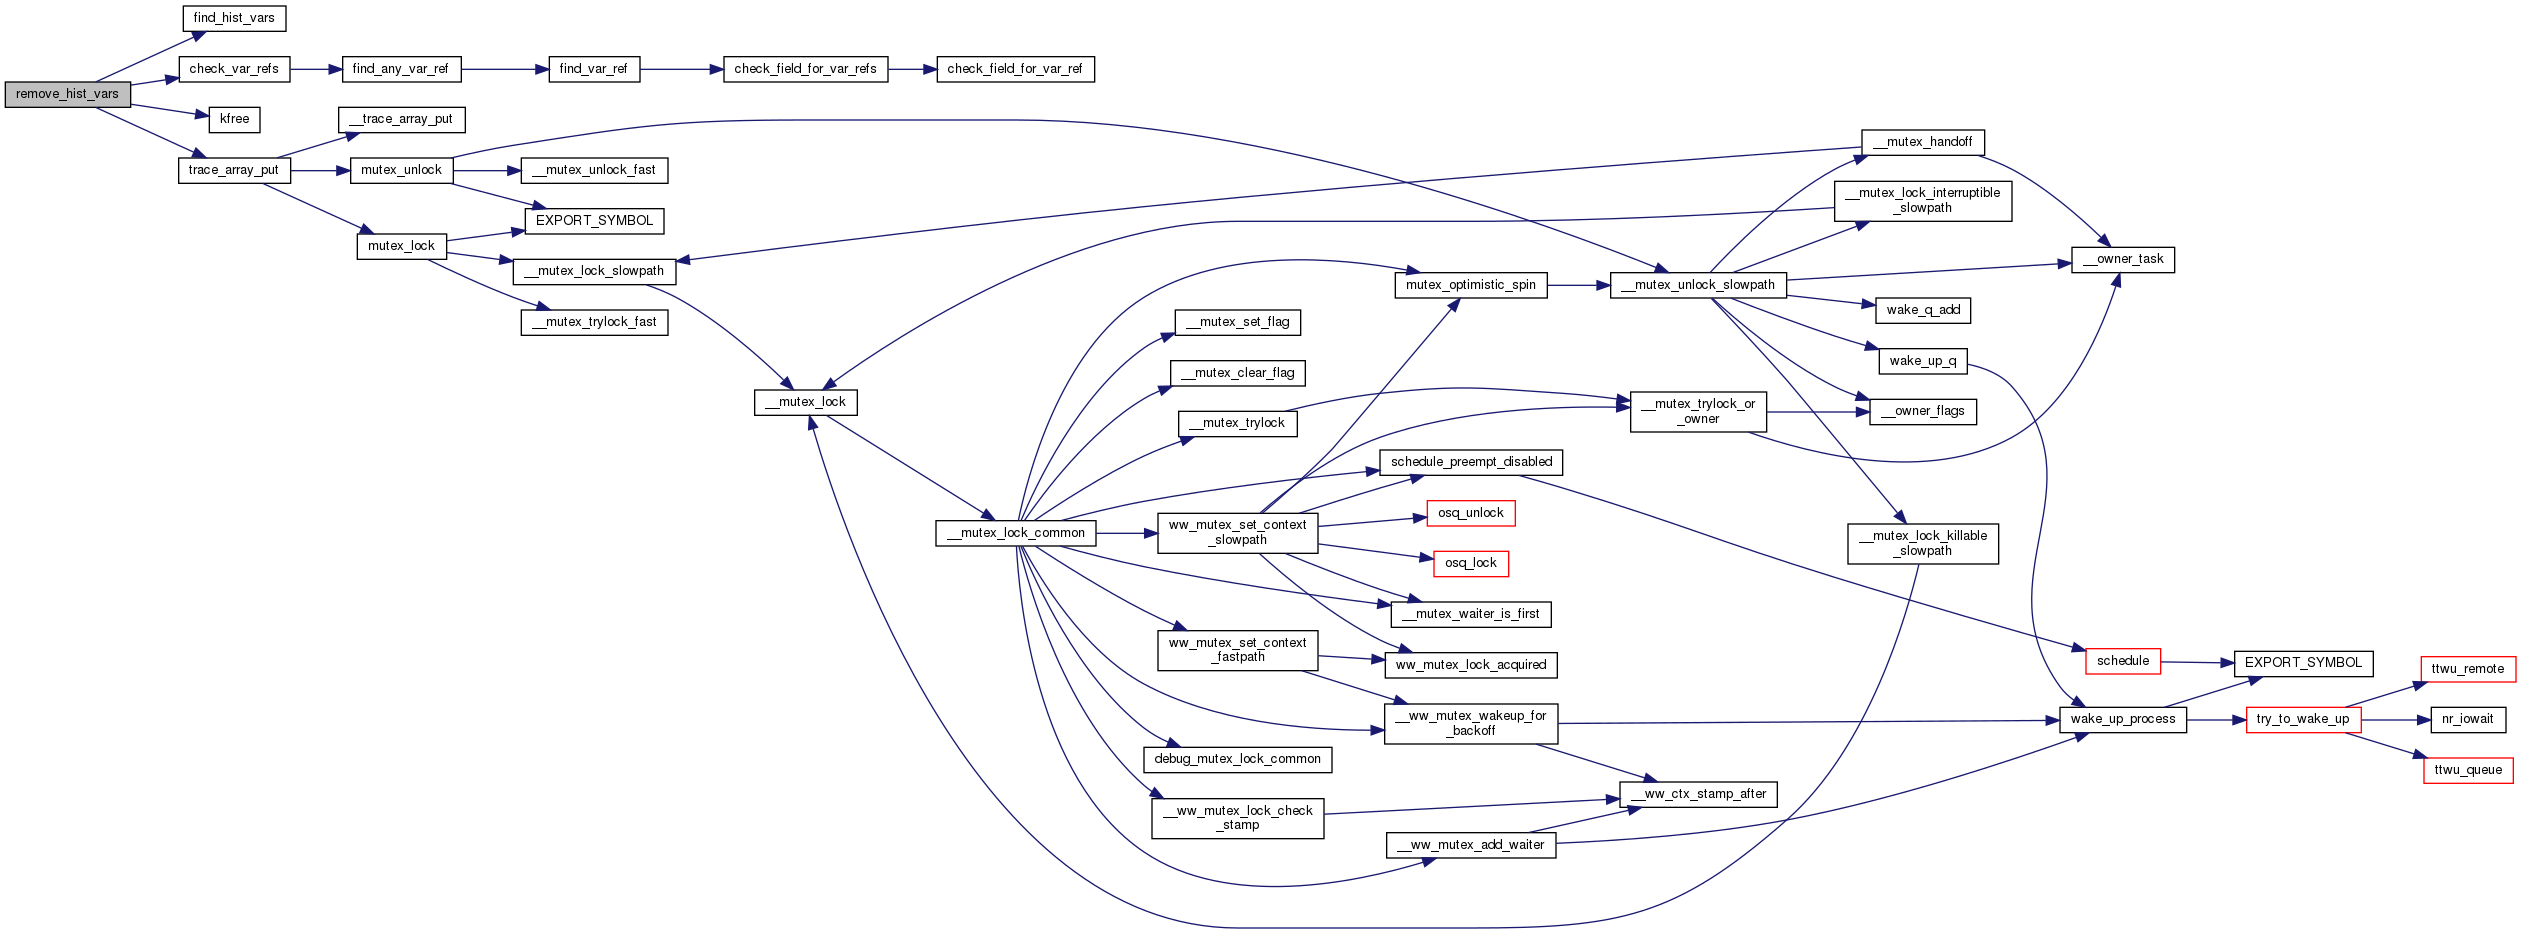 find_hist_vars
check_var_refs
find_any_var_ref
find_var_ref
check_field_for_var_refs
check_field_for_var_ref
remove_hist_vars
kfree
__trace_array_put
trace_array_put
mutex_unlock
__mutex_unlock_fast
EXPORT_SYMBOL
mutex_lock
__mutex_lock_slowpath
__mutex_trylock_fast
__mutex_lock
__mutex_lock_common
mutex_optimistic_spin
__mutex_set_flag
__mutex_clear_flag
__mutex_trylock
schedule_preempt_disabled
ww_mutex_set_context
_slowpath
osq_unlock
osq_lock
__mutex_waiter_is_first
ww_mutex_set_context
_fastpath
ww_mutex_lock_acquired
__ww_mutex_wakeup_for
_backoff
debug_mutex_lock_common
__ww_mutex_lock_check
_stamp
__ww_mutex_add_waiter
__ww_ctx_stamp_after
__mutex_unlock_slowpath
__mutex_trylock_or
_owner
__mutex_handoff
__mutex_lock_interruptible
_slowpath
__owner_task
wake_q_add
wake_up_q
__owner_flags
__mutex_lock_killable
_slowpath
schedule
EXPORT_SYMBOL
wake_up_process
try_to_wake_up
ttwu_remote
nr_iowait
ttwu_queue